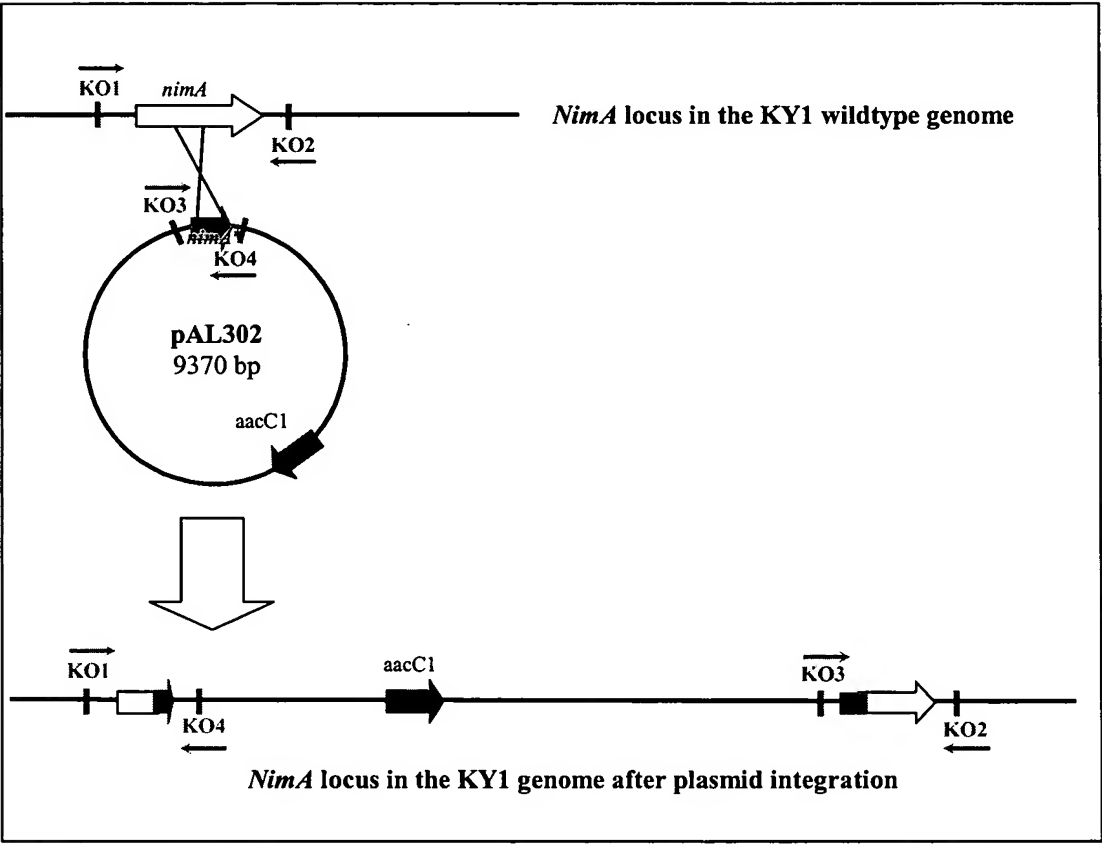 KO1
nimA
KO2
NimA locus in the KY1 wildtype genome
KO3
nimA
KO4
pAL302
9370 bp
aacC1
KO1
aacC1
KO3
KO4
KO2
NimA locus in the KY1 genome after plasmid integration